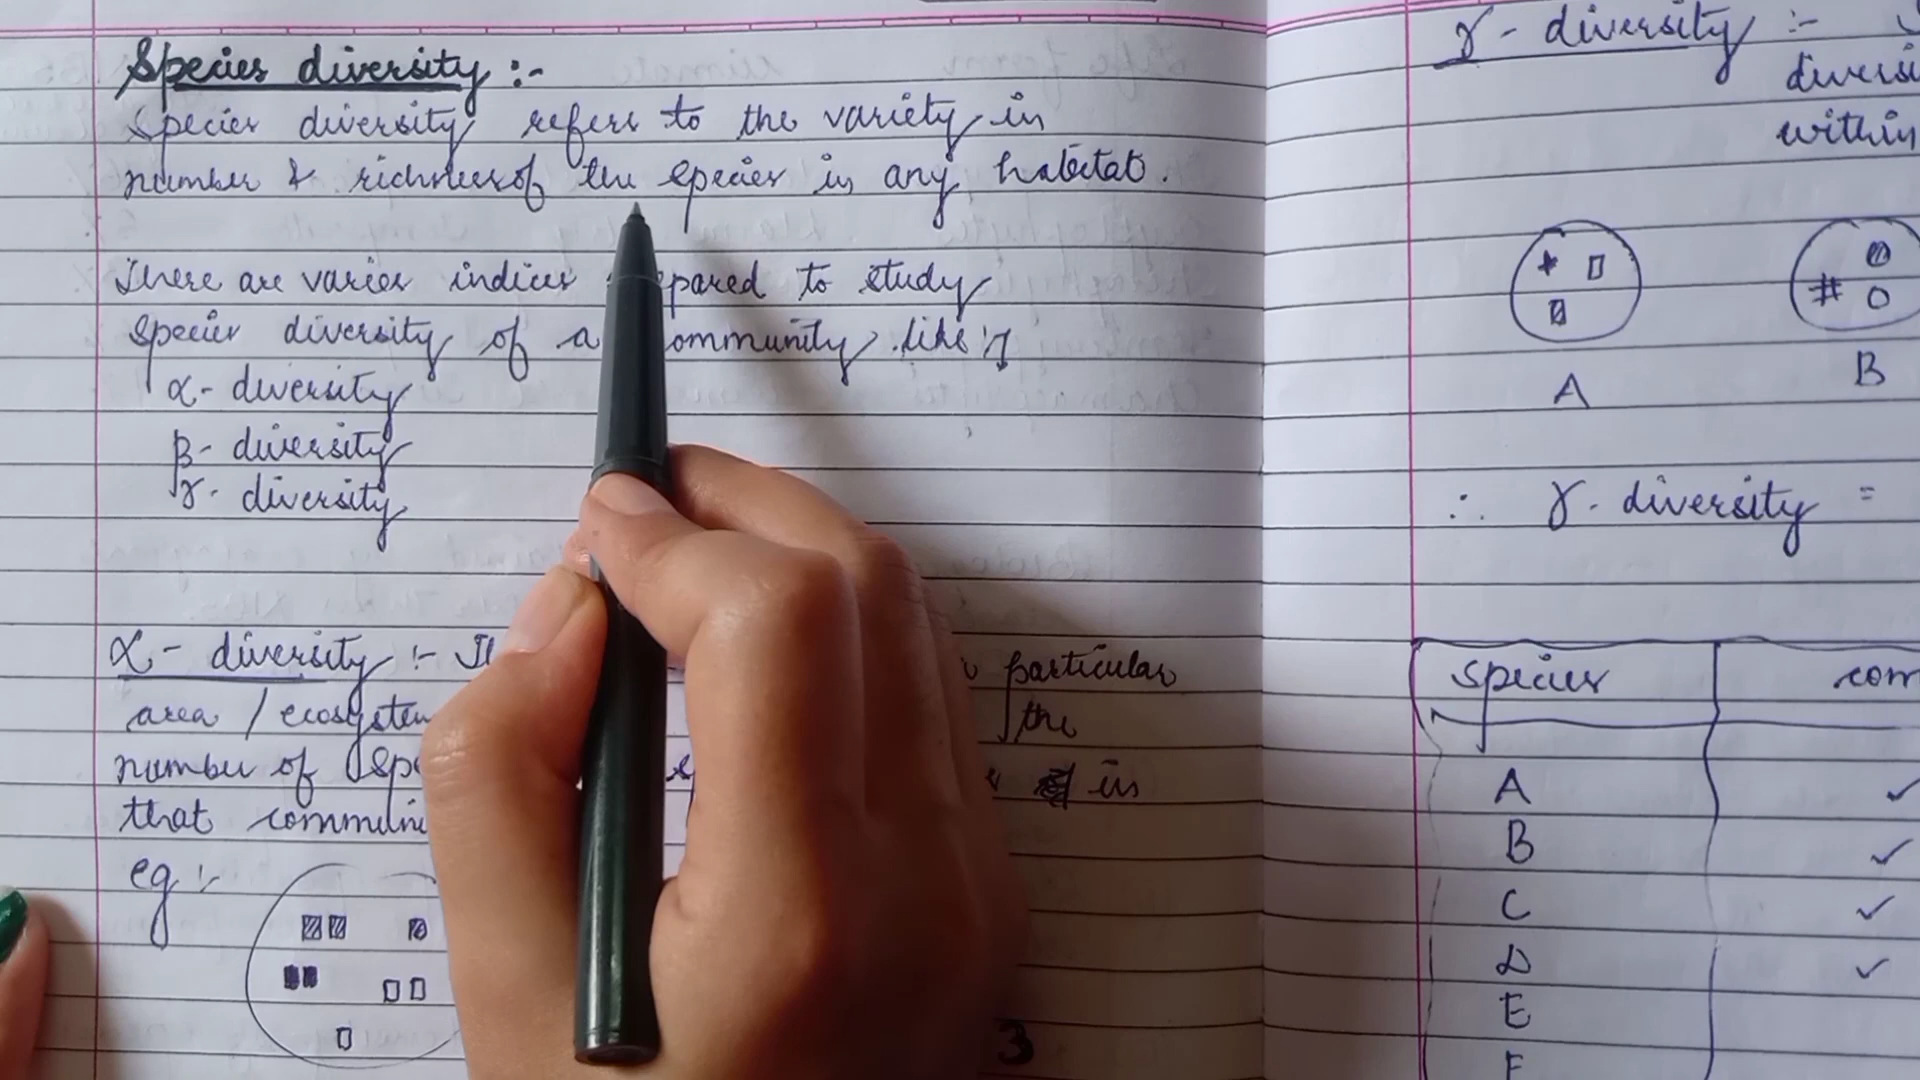 Species diversity :-
Species diversity refers to the variety in
number & richness of the species in any habitat.
There are varies indices to study
species diversity of a community like :-
α- diversity
β- diversity
γ- diversity
α- diversity :- particular
area / ecosystem the
number of in
that
eg :-
3
γ- diversity :-
within
A B
∴ γ- diversity =
species
A ✓
B ✓
C ✓
D ✓
E
F